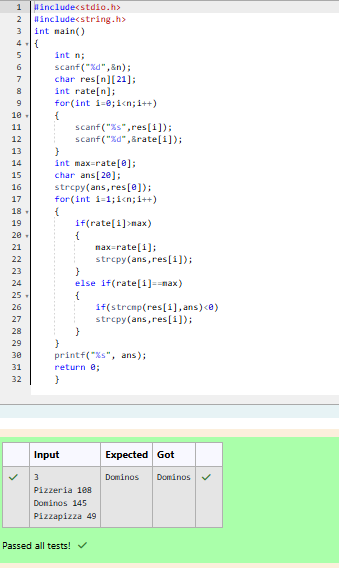 1 #include<stdio.h>
2 #include<string.h>
3 int main()
4 {
5 int n;
6 scanf("%d",&n);
7 char res[n][21];
8 int rate[n];
9 for(int i=0;i<n;i++)
10 {
11 scanf("%s",res[i]);
12 scanf("%d",&rate[i]);
13 }
14 int max=rate[0];
15 char ans[20];
16 strcpy(ans,res[0]);
17 for(int i=1;i<n;i++)
18 {
19 if(rate[i]>max)
20 {
21 max=rate[i];
22 strcpy(ans,res[i]);
23 }
24 else if(rate[i]==max)
25 {
26 if(strcmp(res[i],ans)<0)
27 strcpy(ans,res[i]);
28 }
29 }
30 printf("%s", ans);
31 return 0;
32 }
Input Expected Got
3 Dominos Dominos
Pizzeria 108
Dominos 145
Pizzapizza 49
Passed all tests!